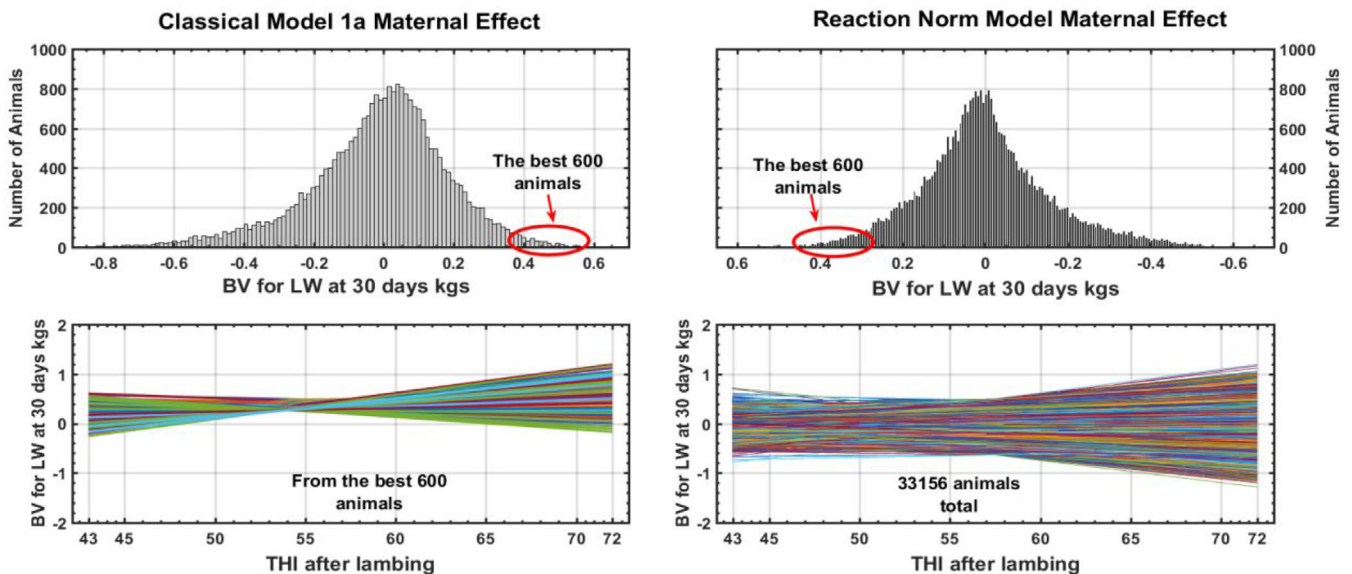 Classical Model 1a Maternal Effect
1000
800
600
400
200
0
Number of Animals
The best 600
animals
-0.8 -0.6 -0.4 -0.2 0 0.2 0.4 0.6
BV for LW at 30 days kgs
Reaction Norm Model Maternal Effect
1000
800
600
400
200
0
Number of Animals
The best 600
animals
0.6 0.4 0.2 0 -0.2 -0.4 -0.6
BV for LW at 30 days kgs
2
1
0
-1
-2
BV for LW at 30 days kgs
From the best 600
animals
43 45 50 55 60 65 70 72
THI after lambing
2
1
0
-1
-2
BV for LW at 30 days kgs
33156 animals
total
43 45 50 55 60 65 70 72
THI after lambing